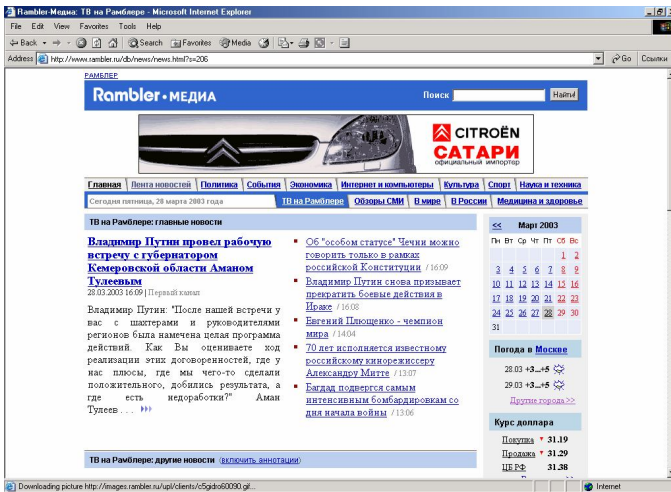 Rambler-Медиа: ТВ на Рамблере - Microsoft Internet Explorer
File Edit View Favorites Tools Help
Back Search Favorites Media
Address http://www.rambler.ru/db/news/news.html?s=206 Go Ссылки
РАМБЛЕР
Rambler • МЕДИА Поиск Найти!
CITROËN
САТАРИ
официальный импортер
Главная Лента новостей Политика События Экономика Интернет и компьютеры Культура Спорт Наука и техника
Сегодня пятница, 28 марта 2003 года ТВ на Рамблере Обзоры СМИ В мире В России Медицина и здоровье
ТВ на Рамблере: главные новости
Владимир Путин провел рабочую
встречу с губернатором
Кемеровской области Аманом
Тулеевым
28.03.2003 16:09 | Первый канал
Владимир Путин: "После нашей встречи у
вас с шахтерами и руководителями
регионов была намечена целая программа
действий. Как Вы оцениваете ход
реализации этих договоренностей, где у
нас плюсы, где мы чего-то сделали
положительного, добились результата, а
где есть недоработки?" Аман
Тулеев . . .
Об "особом статусе" Чечни можно
говорить только в рамках
российской Конституции / 16:09
Владимир Путин снова призывает
прекратить боевые действия в
Ираке / 16:08
Евгений Плющенко - чемпион
мира / 14:04
70 лет исполняется известному
российскому кинорежиссеру
Александру Митте / 13:07
Багдад подвергся самым
интенсивным бомбардировкам со
дня начала войны / 13:06
ТВ на Рамблере: другие новости (включить аннотации)
<< Март 2003
Пн Вт Ср Чт Пт Сб Вс
1 2
3 4 5 6 7 8 9
10 11 12 13 14 15 16
17 18 19 20 21 22 23
24 25 26 27 28 29 30
31
Погода в Москве
28.03 +3...+5
29.03 +3...+5
Другие города >>
Курс доллара
Покупка 31.19
Продажа 31.29
ЦБ РФ 31.38
Downloading picture http://images.rambler.ru/upl/clients/c5gidro60090.gif... Internet